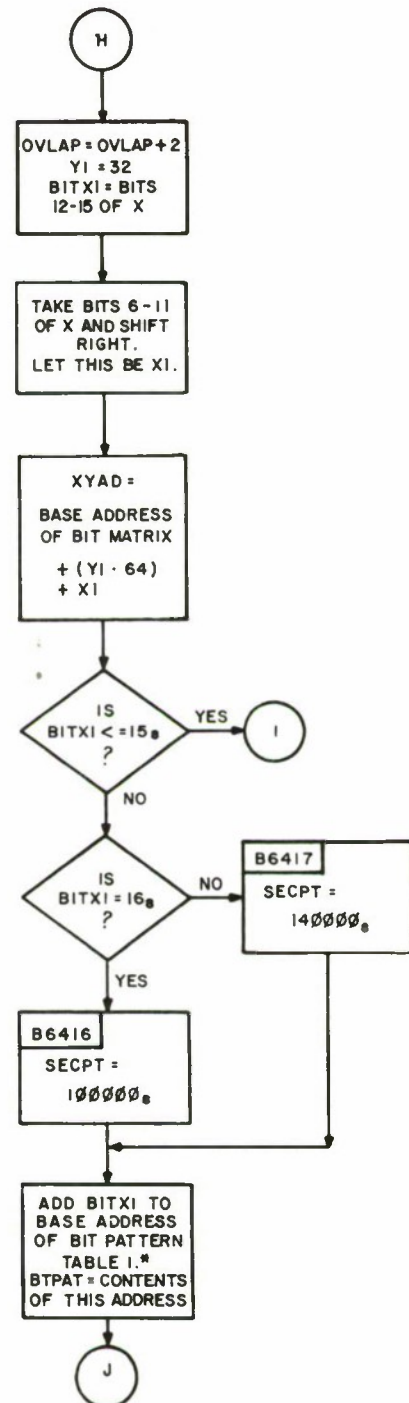 H
OVLAP = OVLAP+2
Y1 = 32
BITX1 = BITS
12-15 OF X
TAKE BITS 6-11
OF X AND SHIFT
RIGHT.
LET THIS BE X1.
XYAD =
BASE ADDRESS
OF BIT MATRIX
+ (Y1 · 64)
+ X1
IS
BITX1 < =15₈
?
YES
I
NO
IS
BITX1 = 16₈
?
NO
B6417
SECPT =
14ØØØØ₈
YES
B6416
SECPT =
1ØØØØØ₈
ADD BITX1 TO
BASE ADDRESS
OF BIT PATTERN
TABLE 1.*
BTPAT = CONTENTS
OF THIS ADDRESS
J